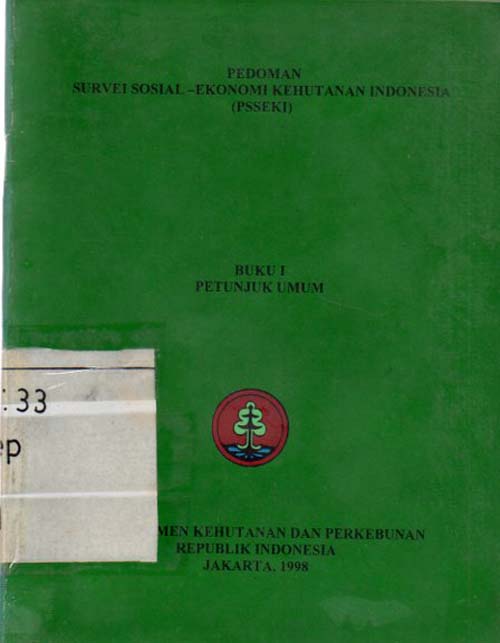 PEDOMAN
SURVEI SOSIAL –EKONOMI KEHUTANAN INDONESIA
(PSSEKI)
BUKU I
PETUNJUK UMUM
33
ep
MEN KEHUTANAN DAN PERKEBUNAN
REPUBLIK INDONESIA
JAKARTA, 1998